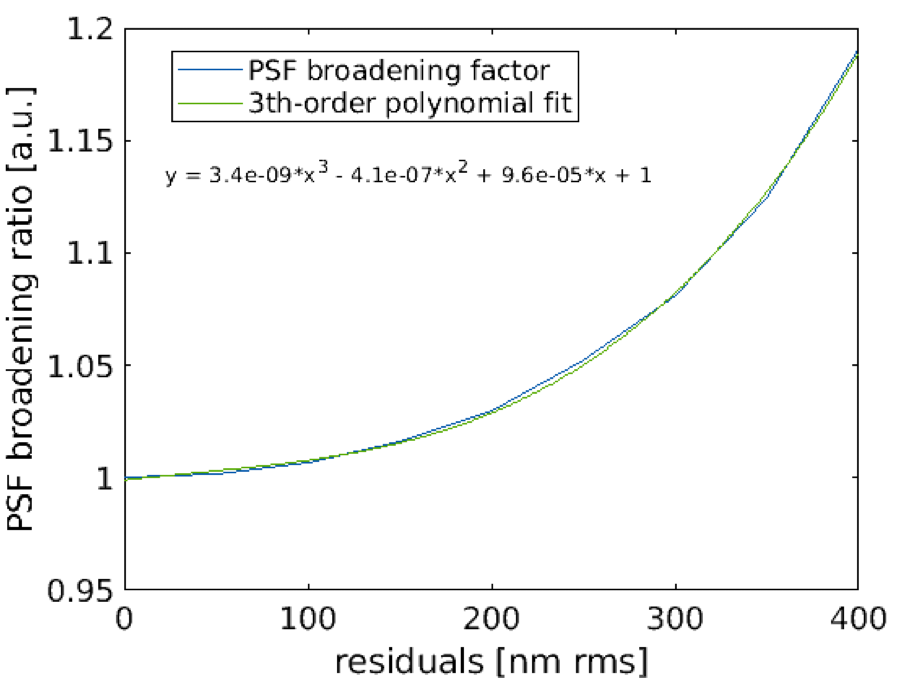 1.2
1.15
1.1
1.05
1
0.95
PSF broadening ratio [a.u.]
PSF broadening factor
3th-order polynomial fit
y = 3.4e-09*x³ - 4.1e-07*x² + 9.6e-05*x + 1
0 100 200 300 400
residuals [nm rms]